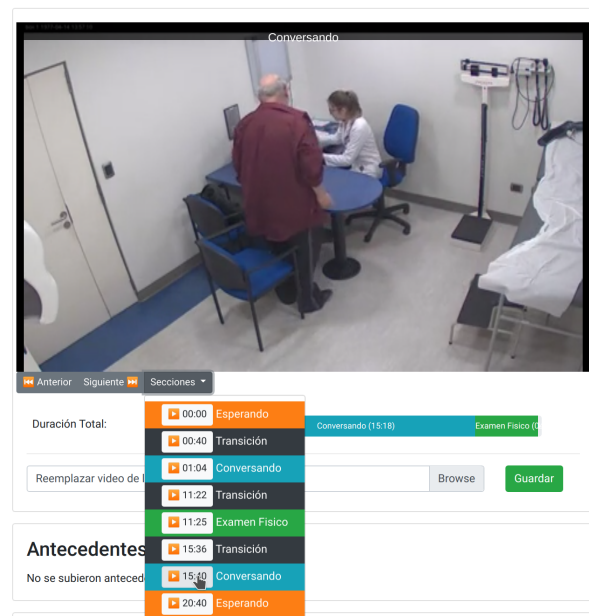 Conversando
Anterior Siguiente Secciones
Duración Total:
Conversando (15:18) Examen Fisico (0
Reemplazar video de l
Browse
Guardar
00:00 Esperando
00:40 Transición
01:04 Conversando
11:22 Transición
11:25 Examen Fisico
15:36 Transición
15:40 Conversando
20:40 Esperando
Antecedentes
No se subieron anteced